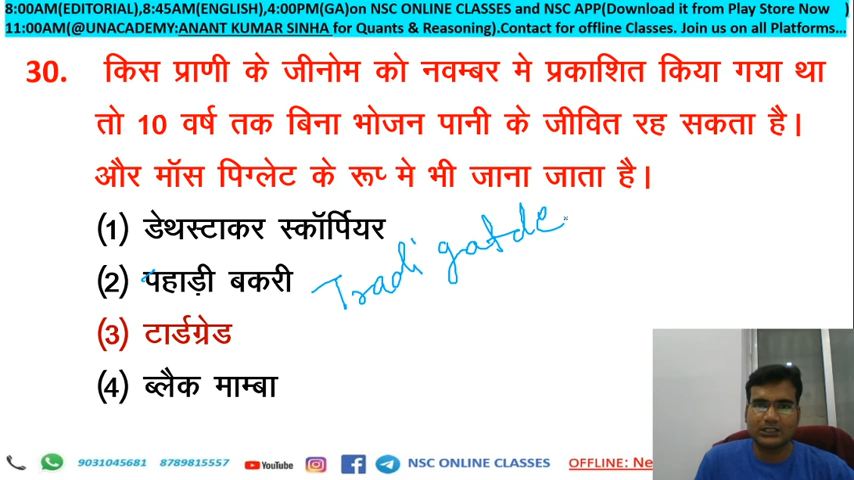 8:00AM(EDITORIAL),8:45AM(ENGLISH),4:00PM(GA)on NSC ONLINE CLASSES and NSC APP(Download it from Play Store Now )
11:00AM(@UNACADEMY:ANANT KUMAR SINHA for Quants & Reasoning).Contact for offline Classes. Join us on all Platforms...
30. किस प्राणी के जीनोम को नवम्बर मे प्रकाशित किया गया था
तो 10 वर्ष तक बिना भोजन पानी के जीवित रह सकता है।
और मॉस पिग्लेट के रूप मे भी जाना जाता है।
(1) डेथस्टाकर स्कॉर्पियर
(2) पहाड़ी बकरी
Tradi gatde
(3) टार्डग्रेड
(4) ब्लैक माम्बा
9031045681 8789815557 YouTube NSC ONLINE CLASSES OFFLINE: Ne